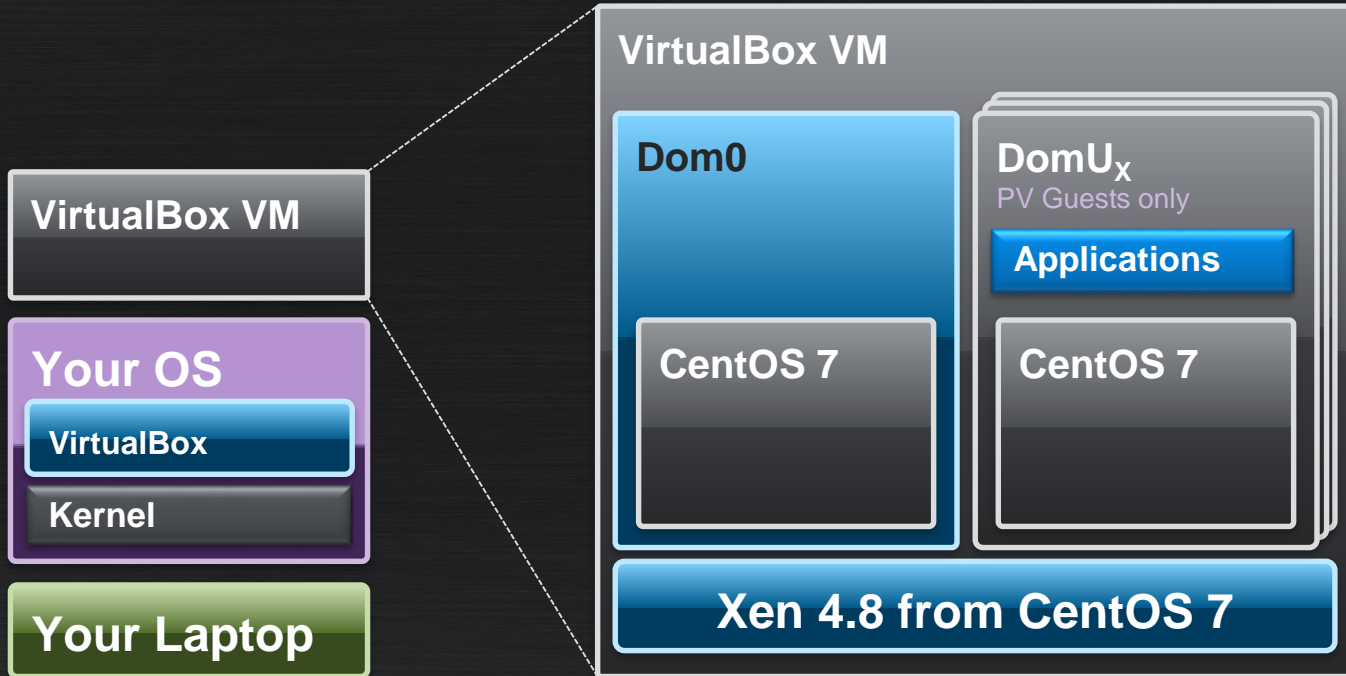 VirtualBox VM
Your OS
VirtualBox
Kernel
Your Laptop
VirtualBox VM
Dom0
CentOS 7
DomUX
PV Guests only
Applications
CentOS 7
Xen 4.8 from CentOS 7